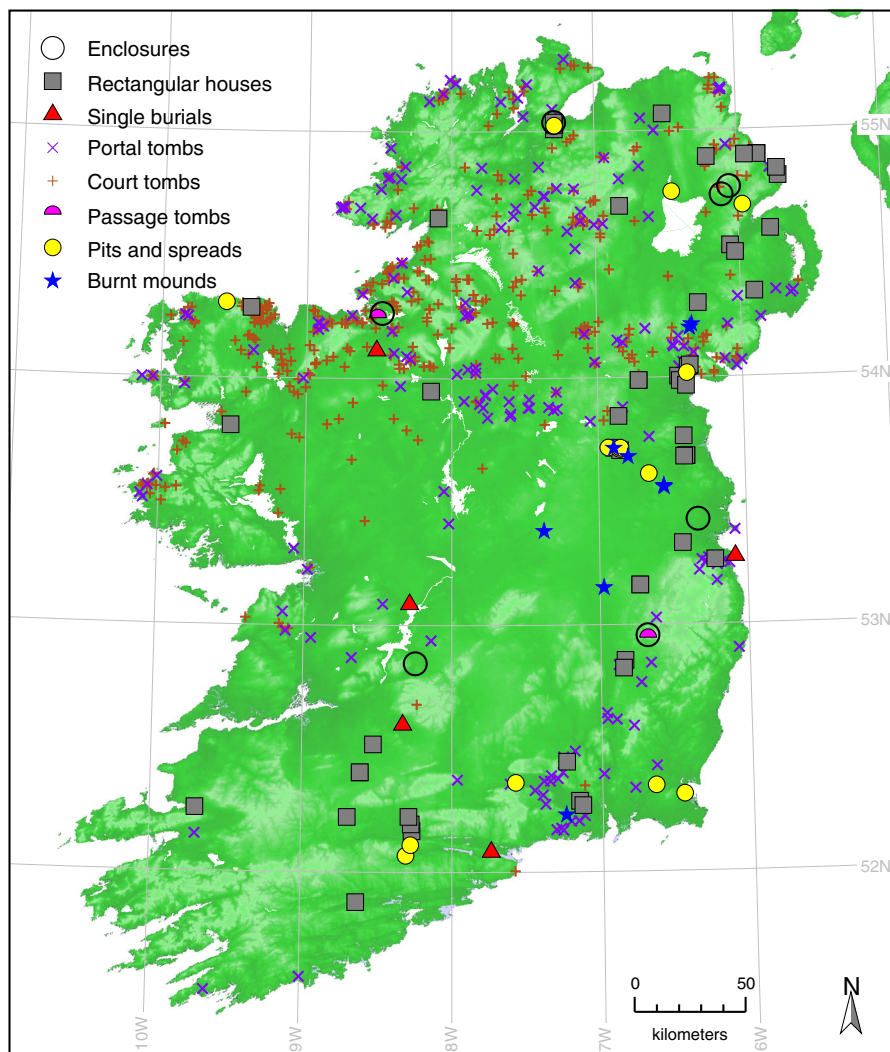 Enclosures
Rectangular houses
Single burials
Portal tombs
Court tombs
Passage tombs
Pits and spreads
Burnt mounds
55N
54N
53N
52N
10W
9W
8W
7W
6W
0 50
kilometers
N